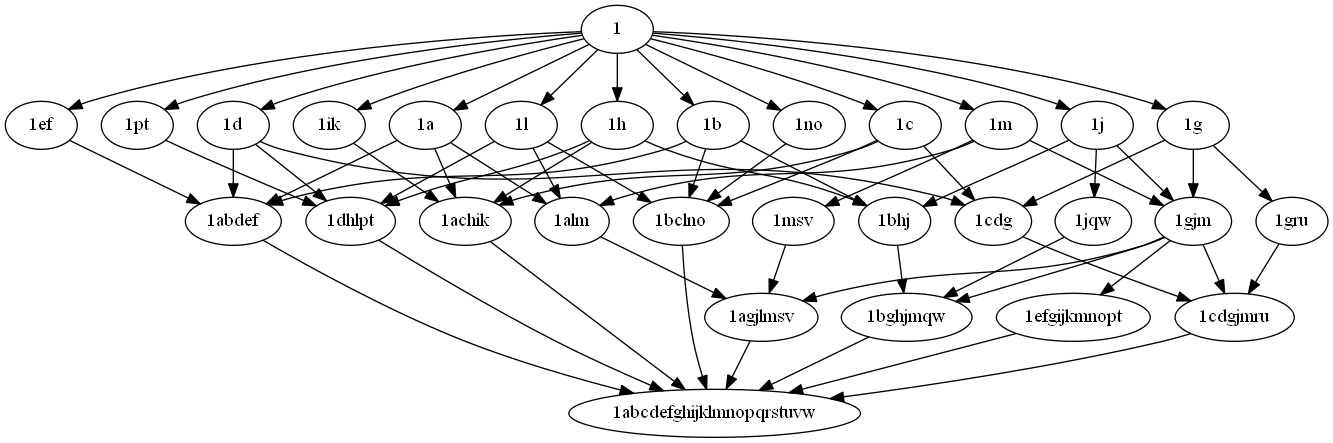 1
1ef 1pt 1d 1ik 1a 1l 1h 1b 1no 1c 1m 1j 1g
1abdef 1dhlpt 1achik 1alm 1bclno 1msv 1bhj 1cdg 1jqw 1gjm 1gru
1agjlmsv 1bghjmqw 1efgijkmnopt 1cdgjmru
1abcdefghijklmnopqrstuvw